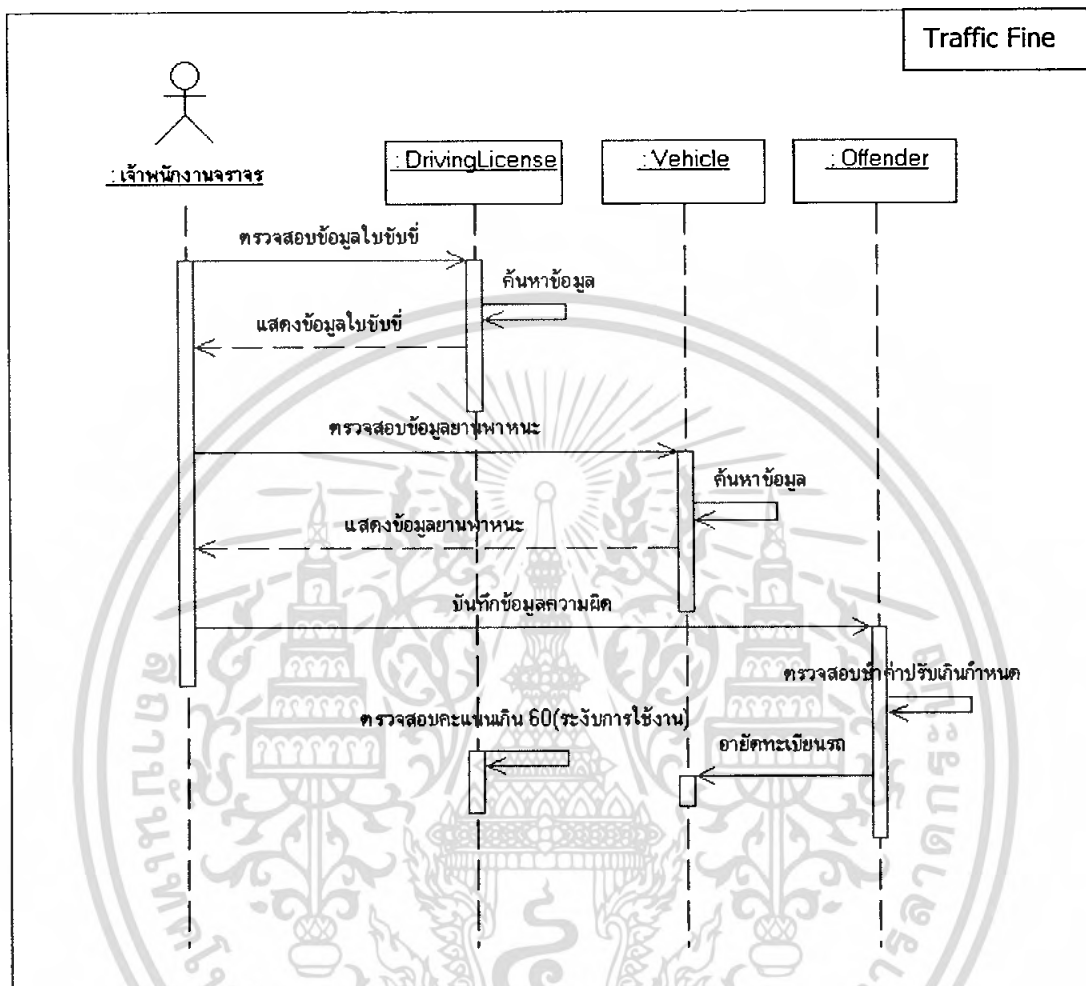 Traffic Fine
: เจ้าพนักงานจราจร
: DrivingLicense
: Vehicle
: Offender
ตรวจสอบข้อมูลใบขับขี่
ค้นหาข้อมูล
แสดงข้อมูลใบขับขี่
ตรวจสอบข้อมูลยานพาหนะ
ค้นหาข้อมูล
แสดงข้อมูลยานพาหนะ
บันทึกข้อมูลความผิด
ตรวจสอบชำค่าปรับเกินกำหนด
ตรวจสอบคะแนนเกิน 60(ระงับการใช้งาน)
อายัดทะเบียนรถ